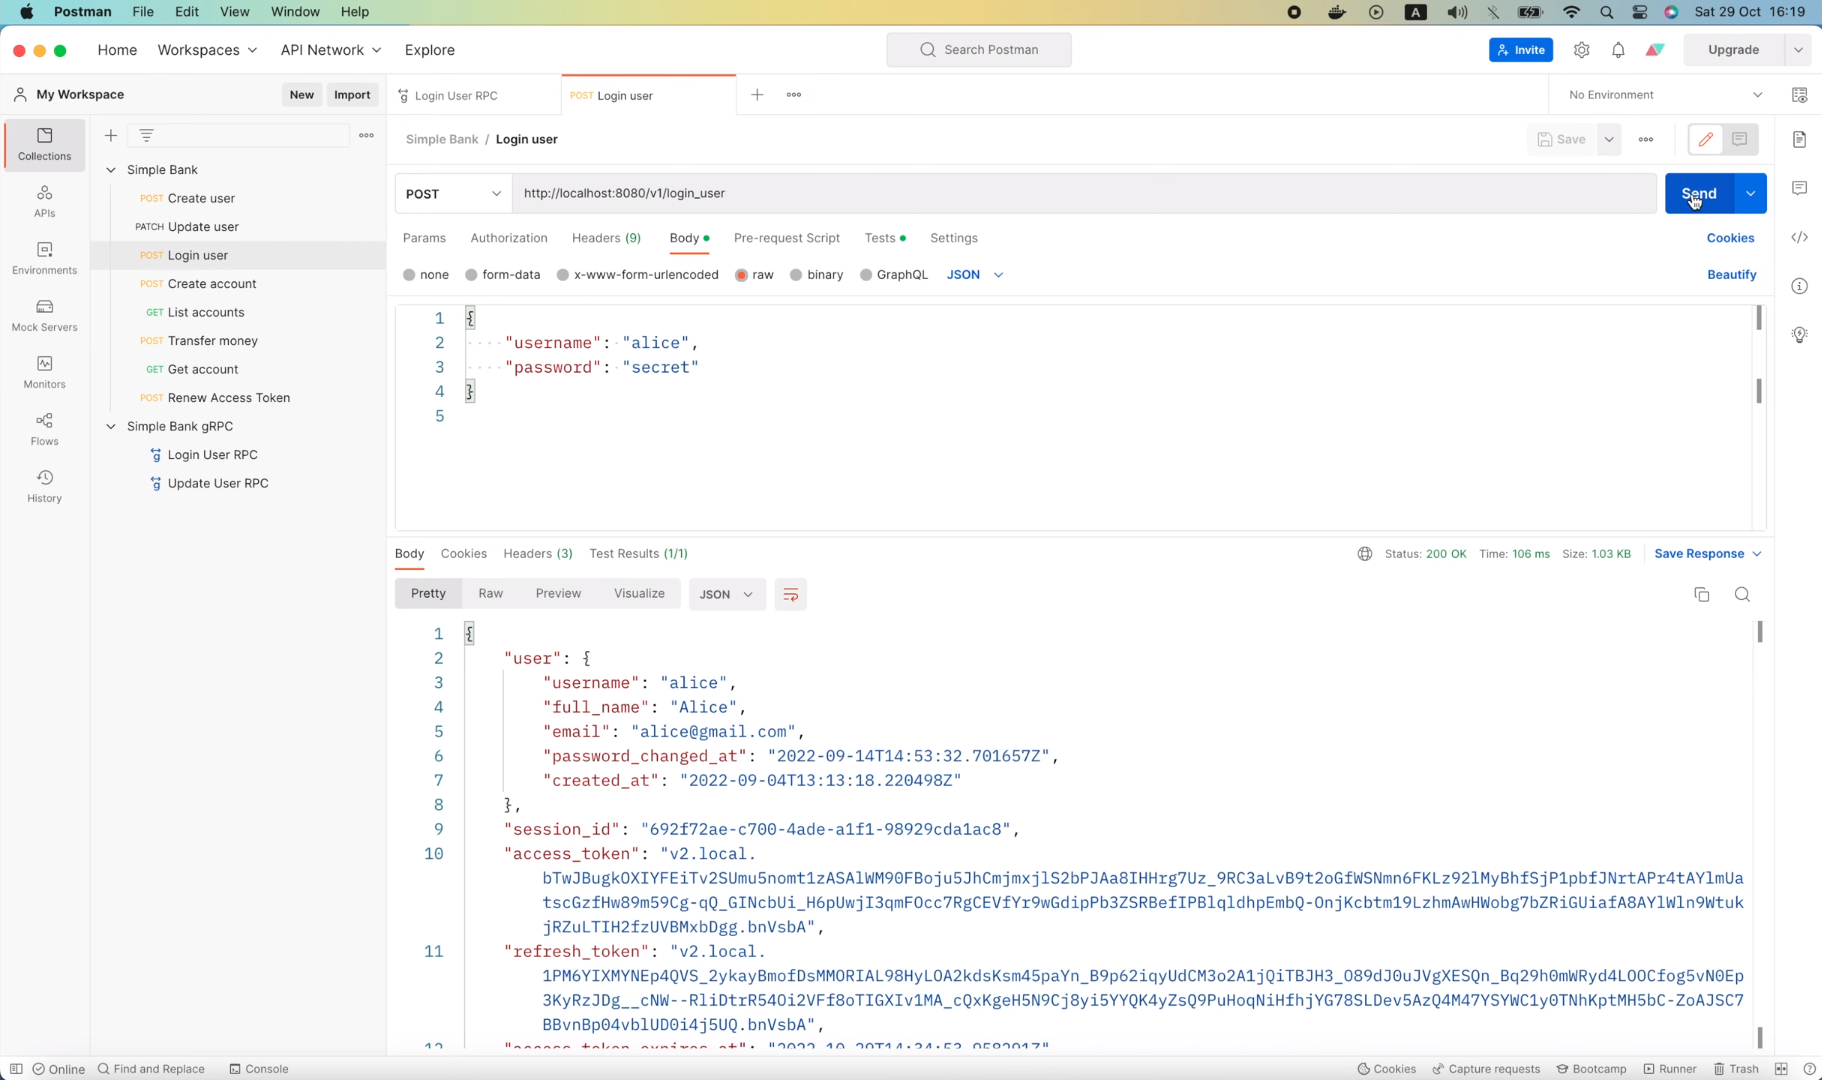 Postman File Edit View Window Help A Sat 29 Oct 16:19
Home Workspaces API Network Explore Search Postman Invite Upgrade
My Workspace New Import Login User RPC POST Login user No Environment
Collections
APIs
Environments
Mock Servers
Monitors
Flows
History
Simple Bank
POST Create user
PATCH Update user
POST Login user
POST Create account
GET List accounts
POST Transfer money
GET Get account
POST Renew Access Token
Simple Bank gRPC
Login User RPC
Update User RPC
Simple Bank / Login user Save
POST http://localhost:8080/v1/login_user Send
Params Authorization Headers (9) Body Pre-request Script Tests Settings Cookies
none form-data x-www-form-urlencoded raw binary GraphQL JSON Beautify
1 {
2 "username": "alice",
3 "password": "secret"
4 }
5
Body Cookies Headers (3) Test Results (1/1) Status: 200 OK Time: 106 ms Size: 1.03 KB Save Response
Pretty Raw Preview Visualize JSON
1 {
2 "user": {
3 "username": "alice",
4 "full_name": "Alice",
5 "email": "alice@gmail.com",
6 "password_changed_at": "2022-09-14T14:53:32.701657Z",
7 "created_at": "2022-09-04T13:13:18.220498Z"
8 },
9 "session_id": "692f72ae-c700-4ade-a1f1-98929cda1ac8",
10 "access_token": "v2.local.
bTwJBugkOXIYFEiTv2SUmu5nomt1zASAlWM90FBoju5JhCmjmxjlS2bPJAa8IHHrg7Uz_9RC3aLvB9t2oGfWSNmn6FKLz92lMyBhfSjP1pbfJNrtAPr4tAYlmUa
tscGzfHw89m59Cg-qQ_GINcbUi_H6pUwjI3qmFOcc7RgCEVfYr9wGdipPb3ZSRBefIPBlqldhpEmbQ-OnjKcbtm19LzhmAwHWobg7bZRiGUiafA8AYlWln9Wtuk
jRZuLTIH2fzUVBMxbDgg.bnVsbA",
11 "refresh_token": "v2.local.
1PM6YIXMYNEp4QVS_2ykayBmofDsMMORIAL98HyLOA2kdsKsm45paYn_B9p62iqyUdCM3o2A1jQiTBJH3_O89dJ0uJVgXESQn_Bq29h0mWRyd4LOOCfog5vN0Ep
3KyRzJDg__cNW--RliDtrR54Oi2VFf8oTIGXIv1MA_cQxKgeH5N9Cj8yi5YYQK4yZsQ9PuHoqNiHfhjYG78SLDev5AzQ4M47YSYWC1y0TNhKptMH5bC-ZoAJSC7
BBvnBp04vblUD0i4j5UQ.bnVsbA",
12 "access_token_expires_at": "2022-10-29T14:34:53.958291Z"
Online Find and Replace Console Cookies Capture requests Bootcamp Runner Trash